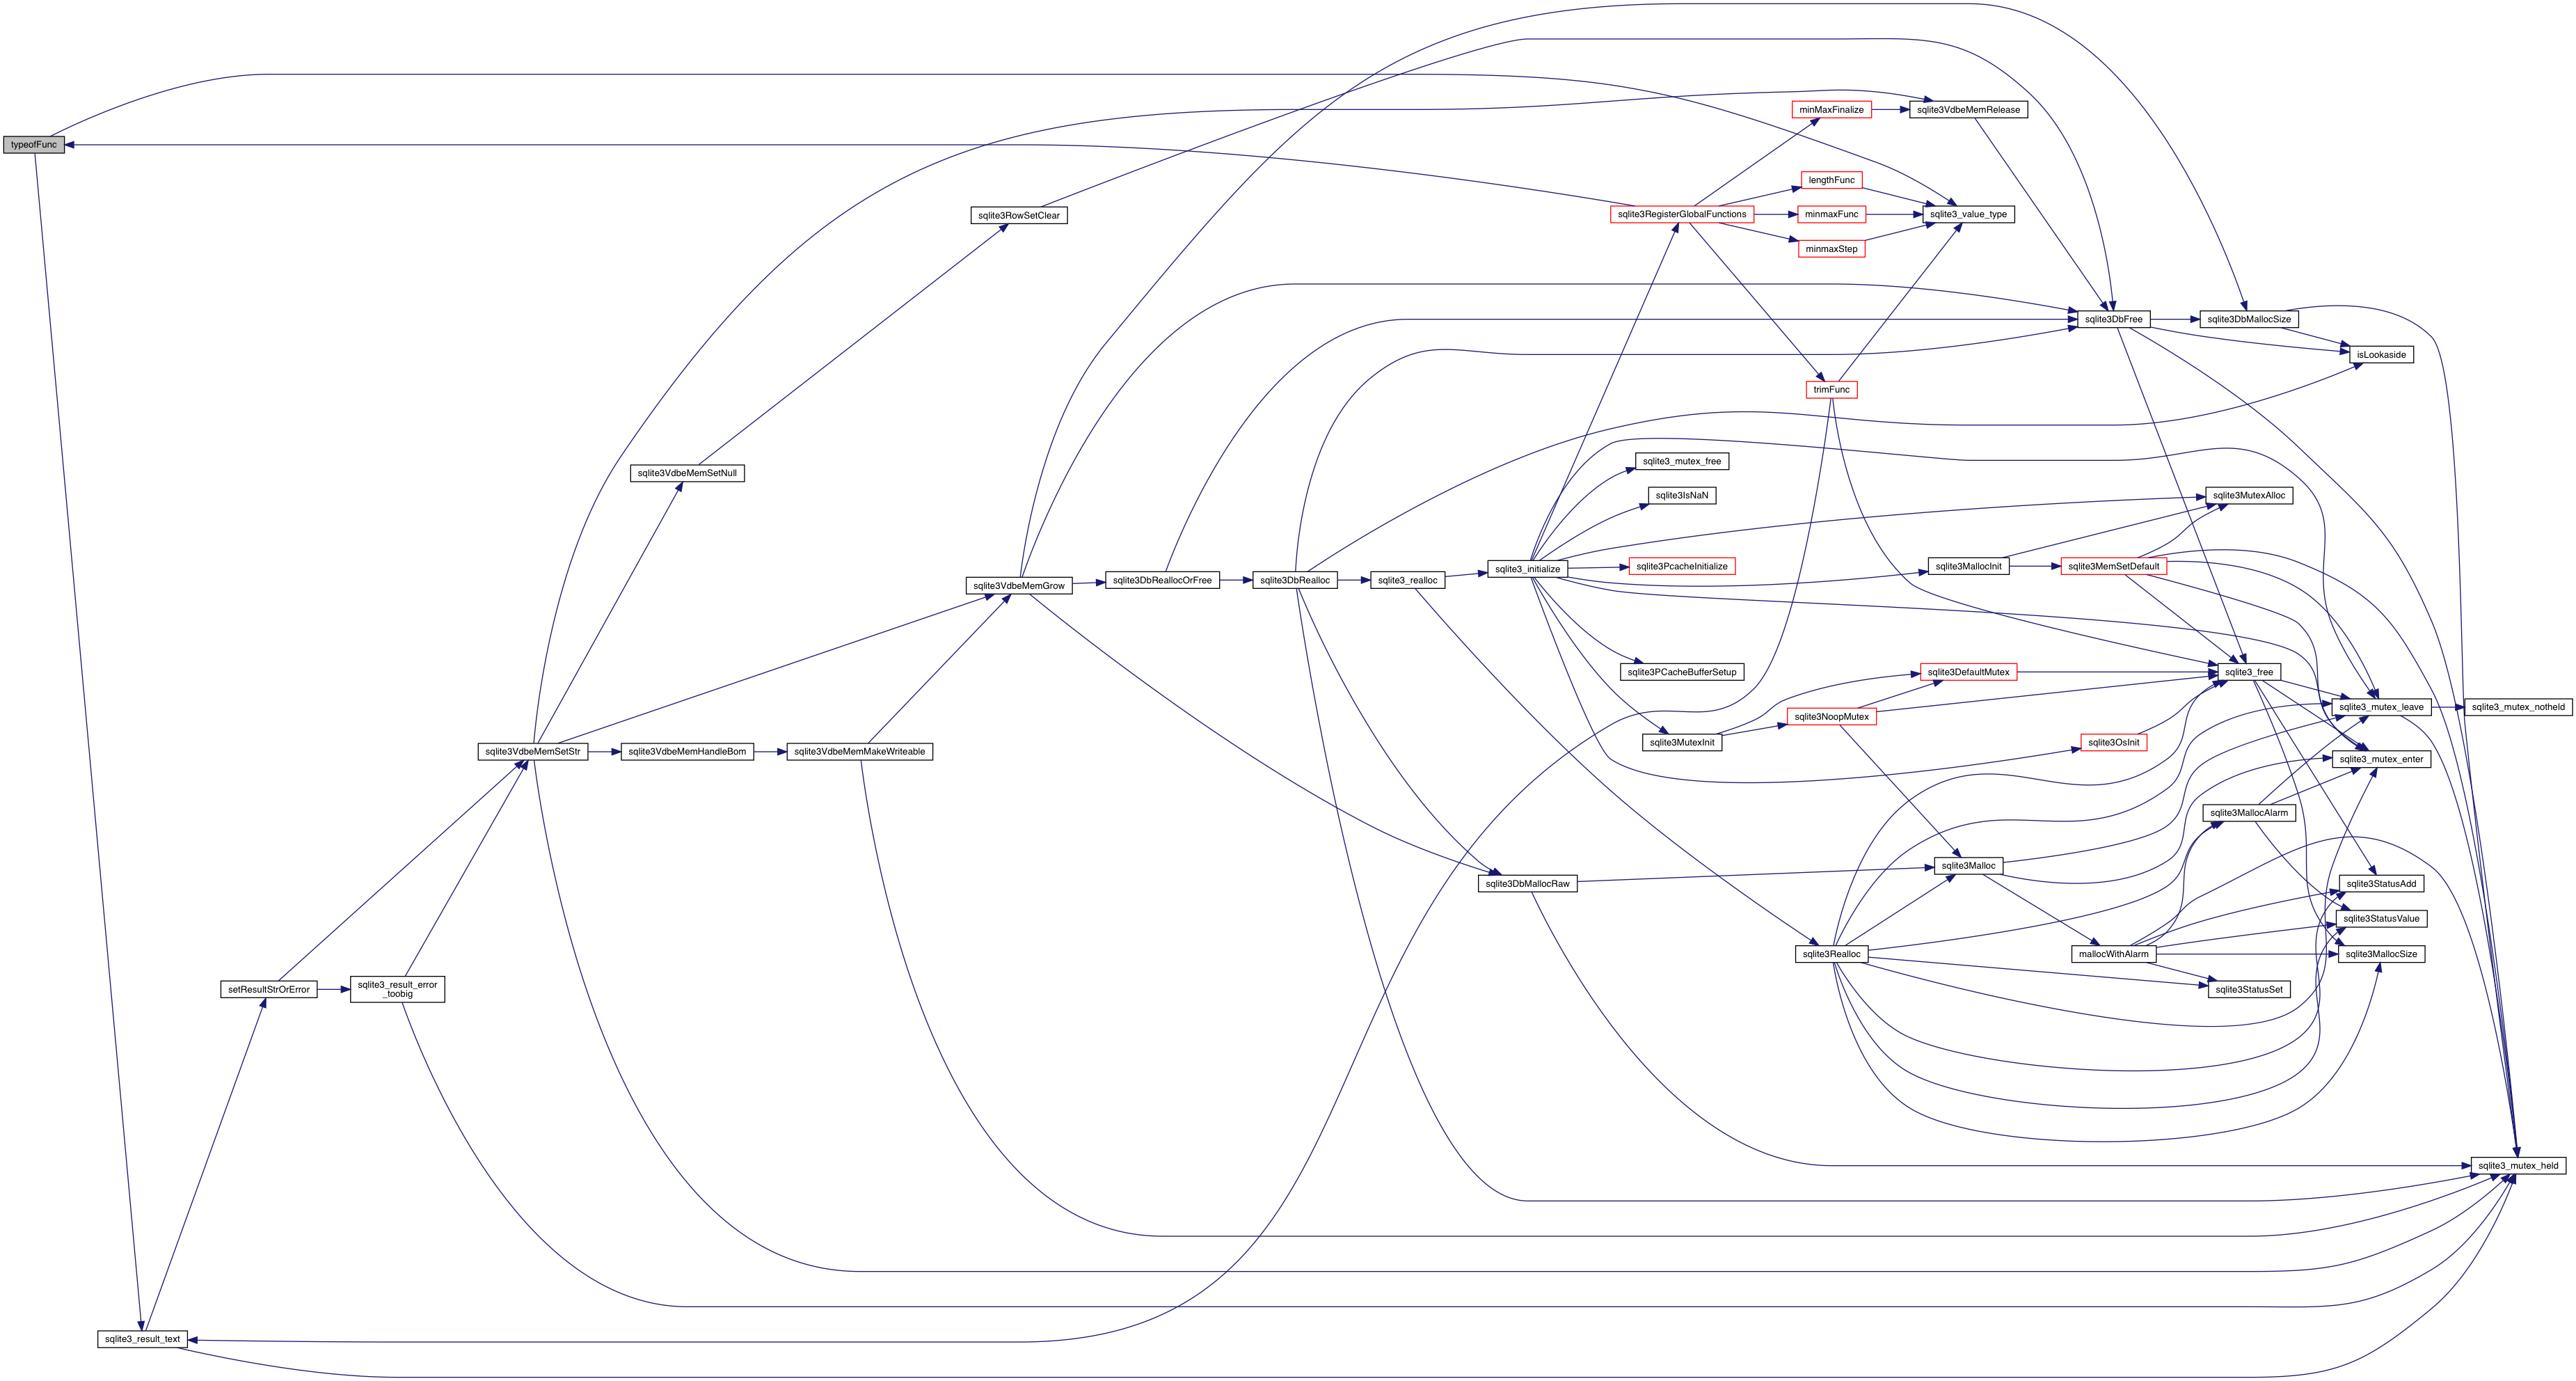 typeofFunc
sqlite3_result_text
setResultStrOrError
sqlite3_result_error
_toobig
sqlite3VdbeMemSetStr
sqlite3VdbeMemSetNull
sqlite3VdbeMemHandleBom
sqlite3VdbeMemMakeWriteable
sqlite3RowSetClear
sqlite3VdbeMemGrow
sqlite3DbReallocOrFree
sqlite3DbRealloc
sqlite3_realloc
sqlite3_initialize
sqlite3DbMallocRaw
sqlite3RegisterGlobalFunctions
sqlite3_mutex_free
sqlite3IsNaN
sqlite3PcacheInitialize
sqlite3PCacheBufferSetup
sqlite3MutexInit
minMaxFinalize
lengthFunc
minmaxFunc
minmaxStep
trimFunc
sqlite3NoopMutex
sqlite3Realloc
sqlite3VdbeMemRelease
sqlite3_value_type
sqlite3MallocInit
sqlite3DefaultMutex
sqlite3Malloc
sqlite3DbFree
sqlite3MemSetDefault
sqlite3OsInit
mallocWithAlarm
sqlite3DbMallocSize
sqlite3MutexAlloc
sqlite3_free
sqlite3MallocAlarm
sqlite3StatusSet
isLookaside
sqlite3_mutex_leave
sqlite3_mutex_enter
sqlite3StatusAdd
sqlite3StatusValue
sqlite3MallocSize
sqlite3_mutex_notheld
sqlite3_mutex_held